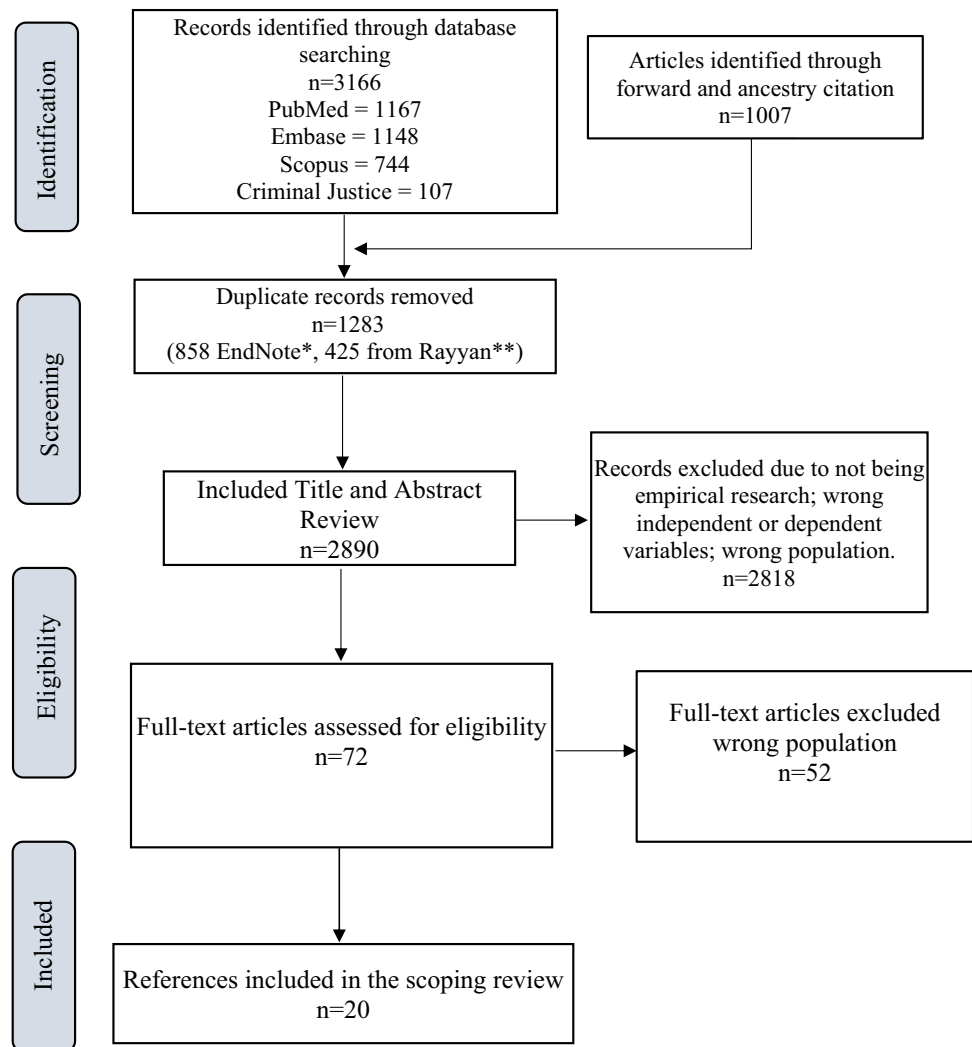 Identification
Records identified through database
searching
n=3166
PubMed = 1167
Embase = 1148
Scopus = 744
Criminal Justice = 107
Articles identified through
forward and ancestry citation
n=1007
Screening
Duplicate records removed
n=1283
(858 EndNote*, 425 from Rayyan**)
Included Title and Abstract
Review
n=2890
Records excluded due to not being
empirical research; wrong
independent or dependent
variables; wrong population.
n=2818
Eligibility
Full-text articles assessed for eligibility
n=72
Full-text articles excluded
wrong population
n=52
Included
References included in the scoping review
n=20